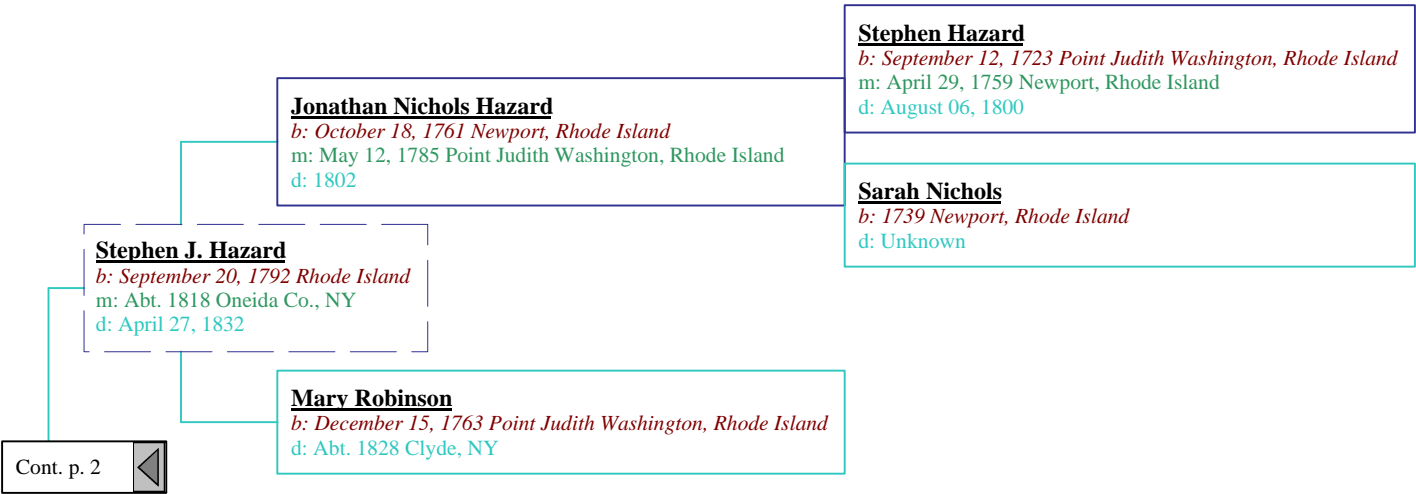 Stephen Hazard
b: September 12, 1723 Point Judith Washington, Rhode Island
m: April 29, 1759 Newport, Rhode Island
d: August 06, 1800
Jonathan Nichols Hazard
b: October 18, 1761 Newport, Rhode Island
m: May 12, 1785 Point Judith Washington, Rhode Island
d: 1802
Sarah Nichols
b: 1739 Newport, Rhode Island
d: Unknown
Stephen J. Hazard
b: September 20, 1792 Rhode Island
m: Abt. 1818 Oneida Co., NY
d: April 27, 1832
Mary Robinson
b: December 15, 1763 Point Judith Washington, Rhode Island
d: Abt. 1828 Clyde, NY
Cont. p. 2